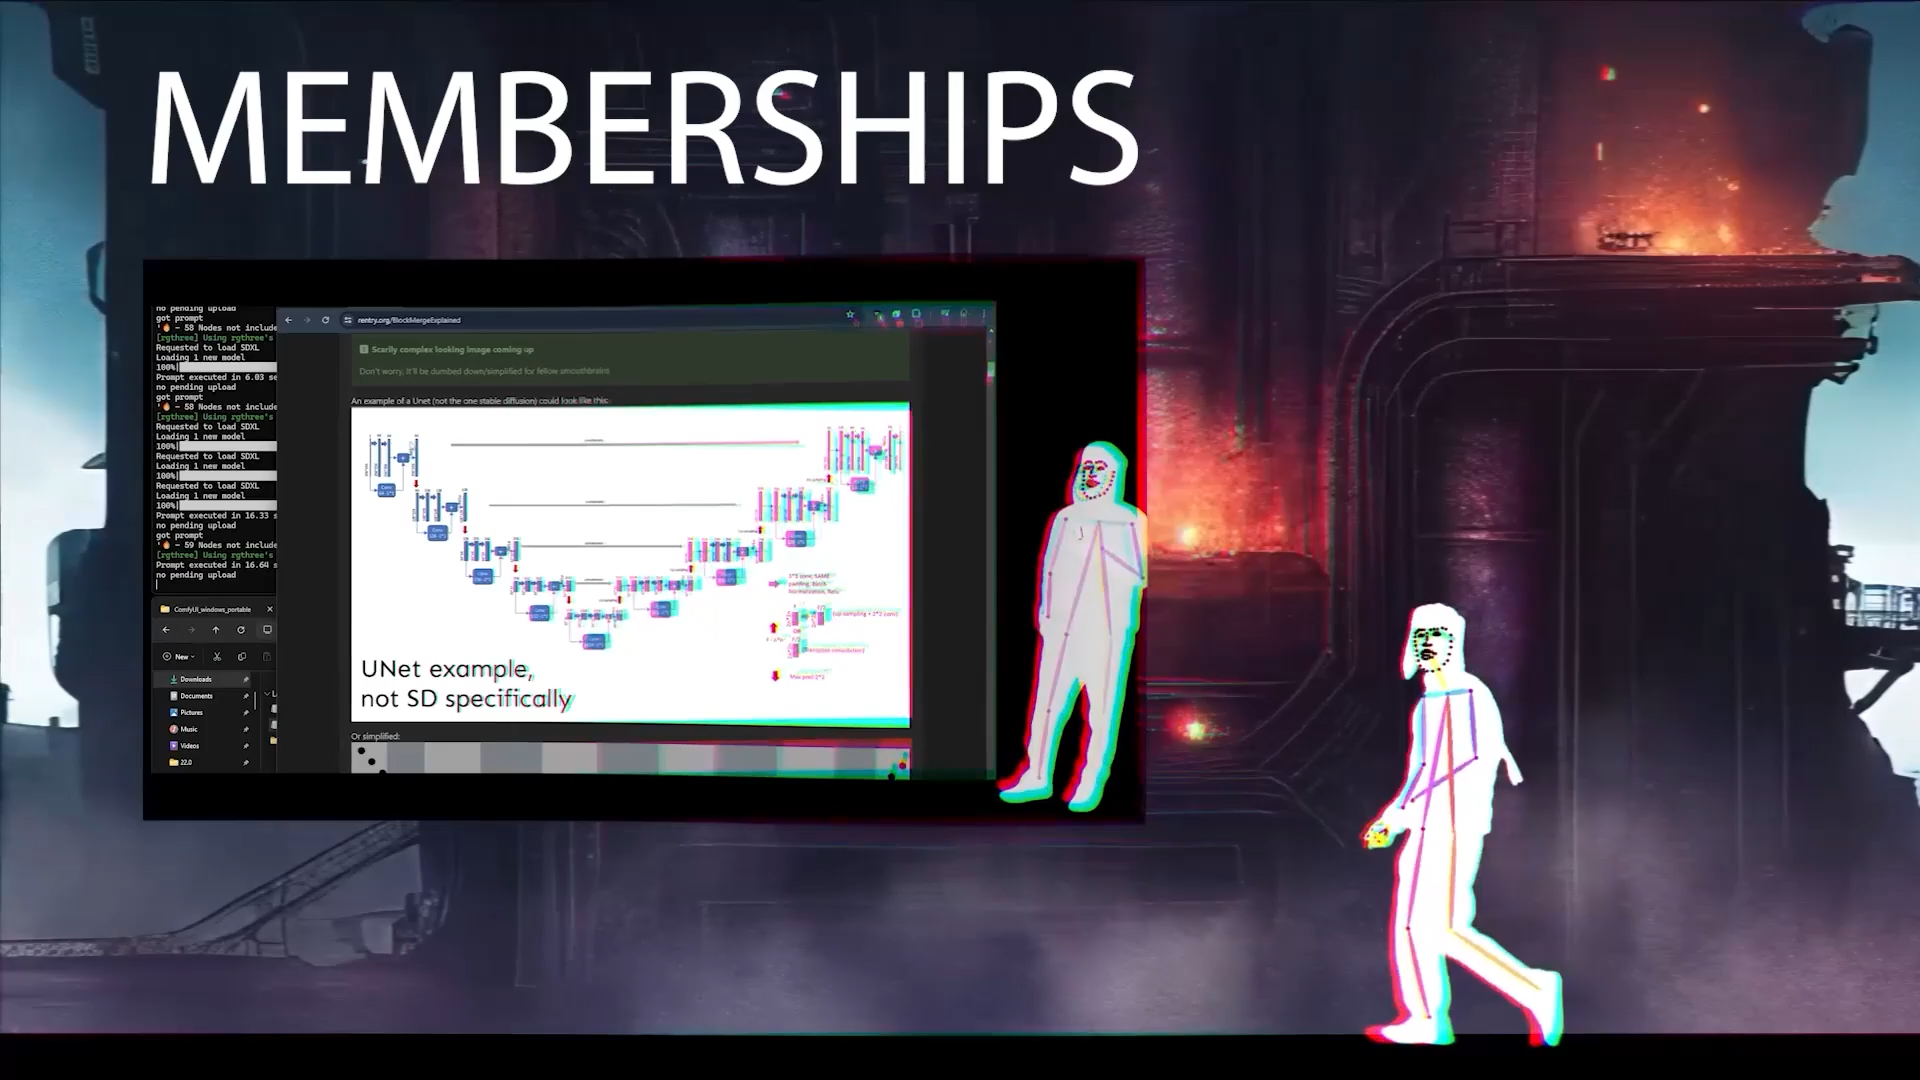 MEMBERSHIPS
no pending upload
got prompt
- 58 Nodes not include
[rgthree] Using rgthree's
Requested to load SDXL
Loading 1 new model
100%|
Prompt executed in 6.03 se
no pending upload
got prompt
- 58 Nodes not include
[rgthree] Using rgthree's
Requested to load SDXL
Loading 1 new model
100%|
Requested to load SDXL
Loading 1 new model
100%|
Requested to load SDXL
Loading 1 new model
100%|
Prompt executed in 16.33 s
no pending upload
got prompt
- 59 Nodes not include
[rgthree] Using rgthree's
Prompt executed in 16.64 s
no pending upload
ComfyUI_windows_portable
New
Downloads
Documents
Pictures
Music
Videos
22.0
rentry.org/BlockMergeExplained
Scarily complex looking image coming up
Don't worry, it'll be dumbed down/simplified for fellow smoothbrains
An example of a Unet (not the one stable diffusion) could look like this:
UNet example,
not SD specifically
Max pool 2*2
Or simplified: